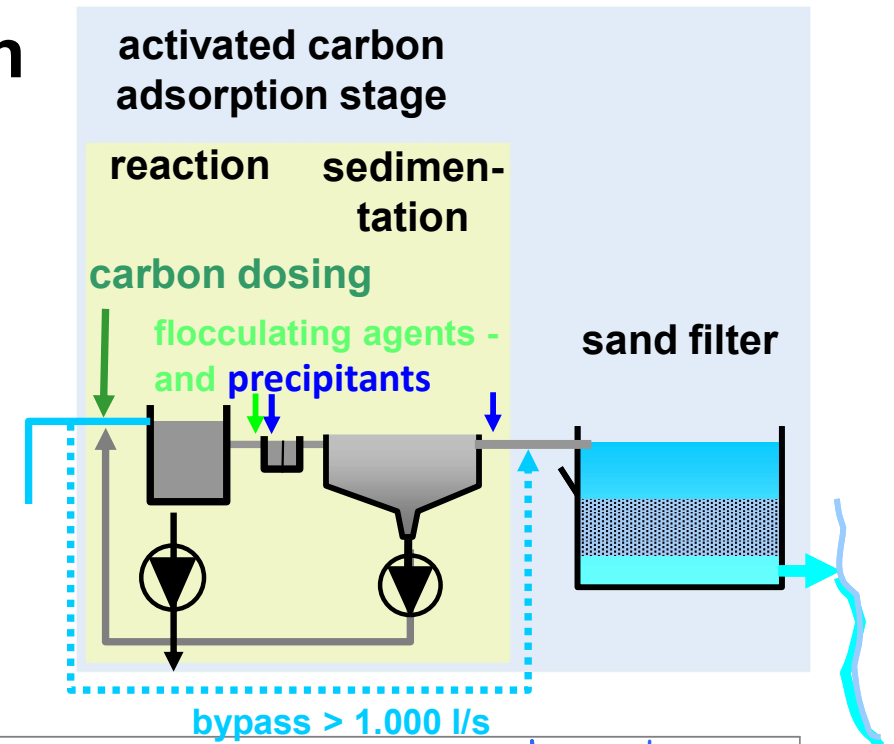 n
activated carbon
adsorption stage
reaction
sedimen-
tation
carbon dosing
flocculating agents -
and precipitants
sand filter
bypass > 1.000 l/s